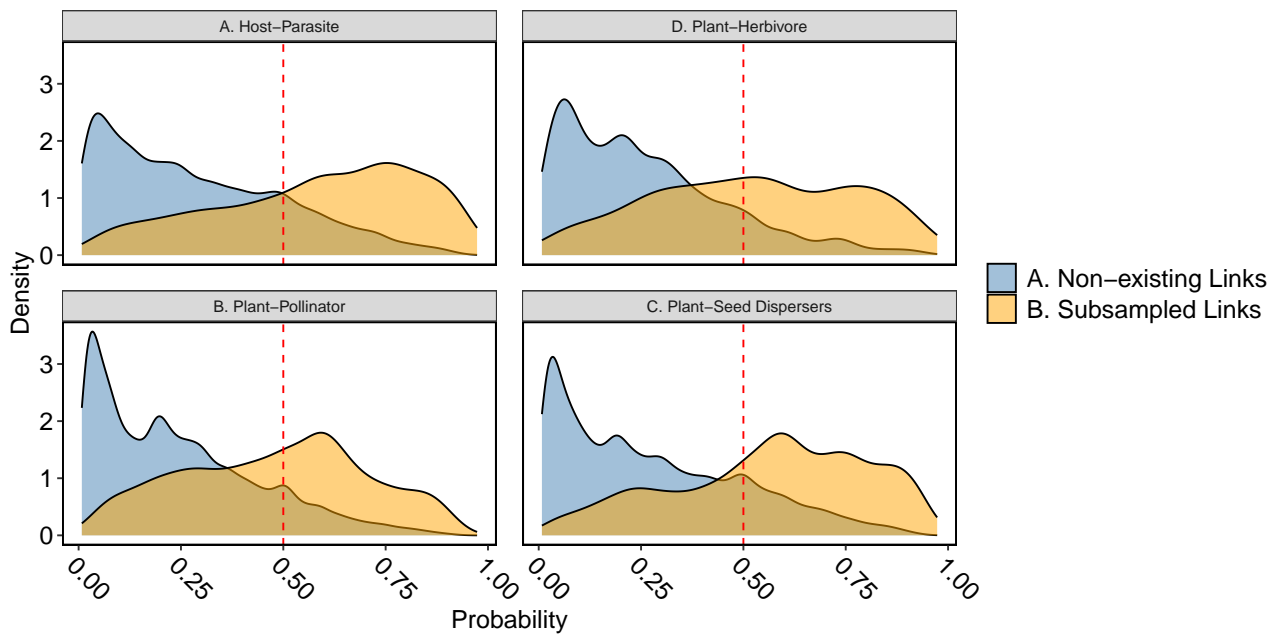 A. Host−Parasite
D. Plant−Herbivore
3
2
1
0
B. Plant−Pollinator
C. Plant−Seed Dispersers
3
2
1
0
Density
0.00
0.25
0.50
0.75
1.00
0.00
0.25
0.50
0.75
1.00
Probability
A. Non−existing Links
B. Subsampled Links